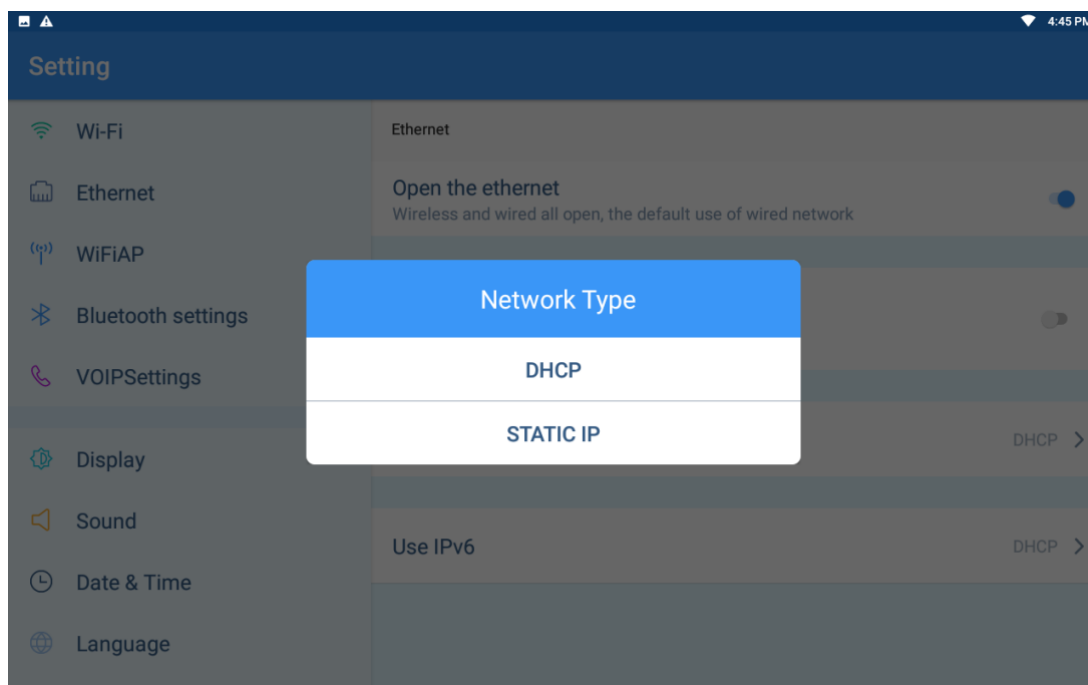 4:45 PM
Setting
Wi-Fi
Ethernet
WiFiAP
Bluetooth settings
VOIPSettings
Display
Sound
Date & Time
Language
Ethernet
Open the ethernet
Wireless and wired all open, the default use of wired network
Network Type
DHCP
STATIC IP
DHCP
Use IPv6
DHCP